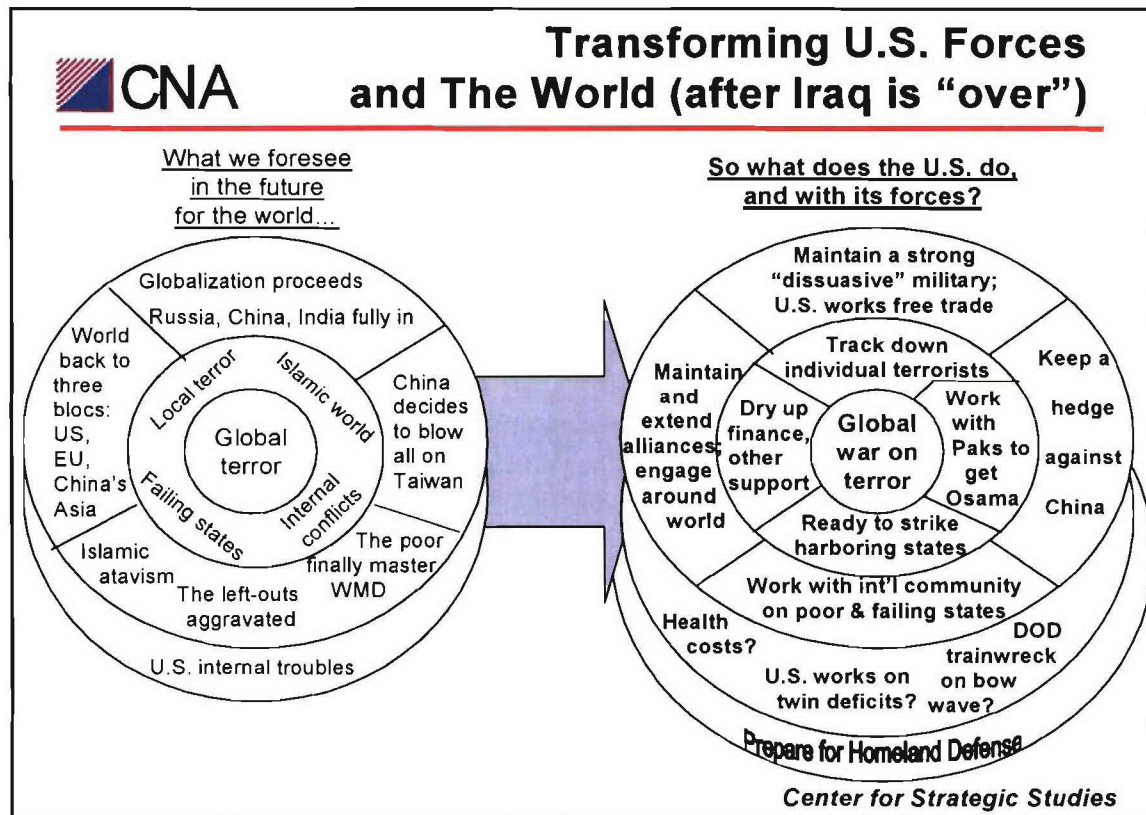 CNA
Transforming U.S. Forces
and The World (after Iraq is “over”)
What we foresee
in the future
for the world...
Globalization proceeds
Russia, China, India fully in
World
back to
three
blocs:
US,
EU,
China's
Asia
Local terror
Islamic world
Global
terror
Failing states
Internal
conflicts
China
decides
to blow
all on
Taiwan
Islamic
atavism
The left-outs
aggravated
The poor
finally master
WMD
U.S. internal troubles
So what does the U.S. do,
and with its forces?
Maintain a strong
“dissuasive” military;
U.S. works free trade
Track down
individual terrorists
Maintain
and
extend
alliances;
engage
around
world
Dry up
finance,
other
support
Global
war on
terror
Work
with
Paks to
get
Osama
Keep a
hedge
against
China
Ready to strike
harboring states
Work with int'l community
on poor & failing states
Health
costs?
U.S. works on
twin deficits?
DOD
trainwreck
on bow
wave?
Prepare for Homeland Defense
Center for Strategic Studies